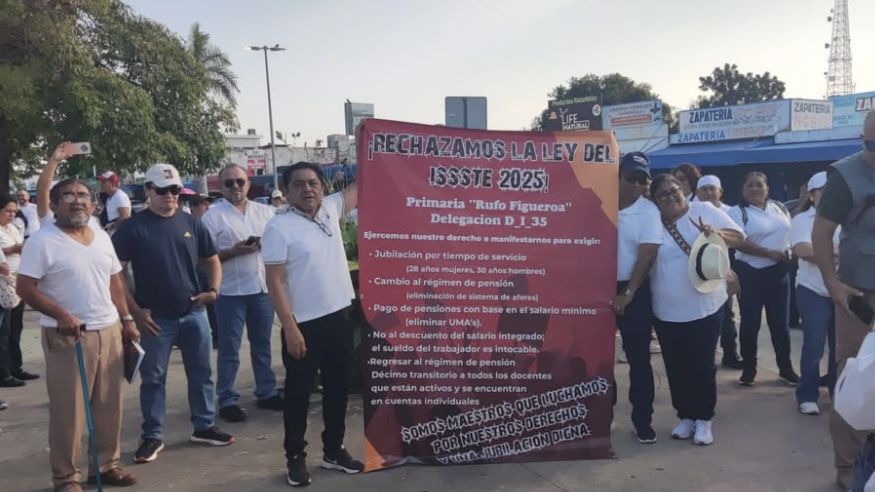 ¡RECHAZAMOS LA LEY DEL
ISSSTE 2025!
Primaria "Rufo Figueroa"
Delegacion D_I_35
Ejercemos nuestro derecho a manifestarnos para exigir:
• Jubilación por tiempo de servicio
(28 años mujeres, 30 años hombres)
• Cambio al régimen de pensión
(eliminación de sistema de afores)
• Pago de pensiones con base en el salario mínimo
(eliminar UMA's).
• No al descuento del salario integrado;
el sueldo del trabajador es intocable.
• Regresar al régimen de pensión
Décimo transitorio a todos los docentes
que están activos y se encuentran
en cuentas individuales
SOMOS MAESTROS QUE LUCHAMOS
POR NUESTROS DERECHOS
Y UNA JUBILACIÓN DIGNA.
LIFE
NATURAL
ZAPATERIA
ZAPATERIA
ZAPATERIA
ZAPATERIA